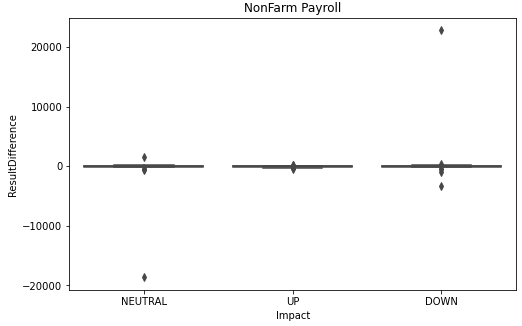 NonFarm Payroll
20000
10000
0
−10000
−20000
ResultDifference
NEUTRAL UP DOWN
Impact